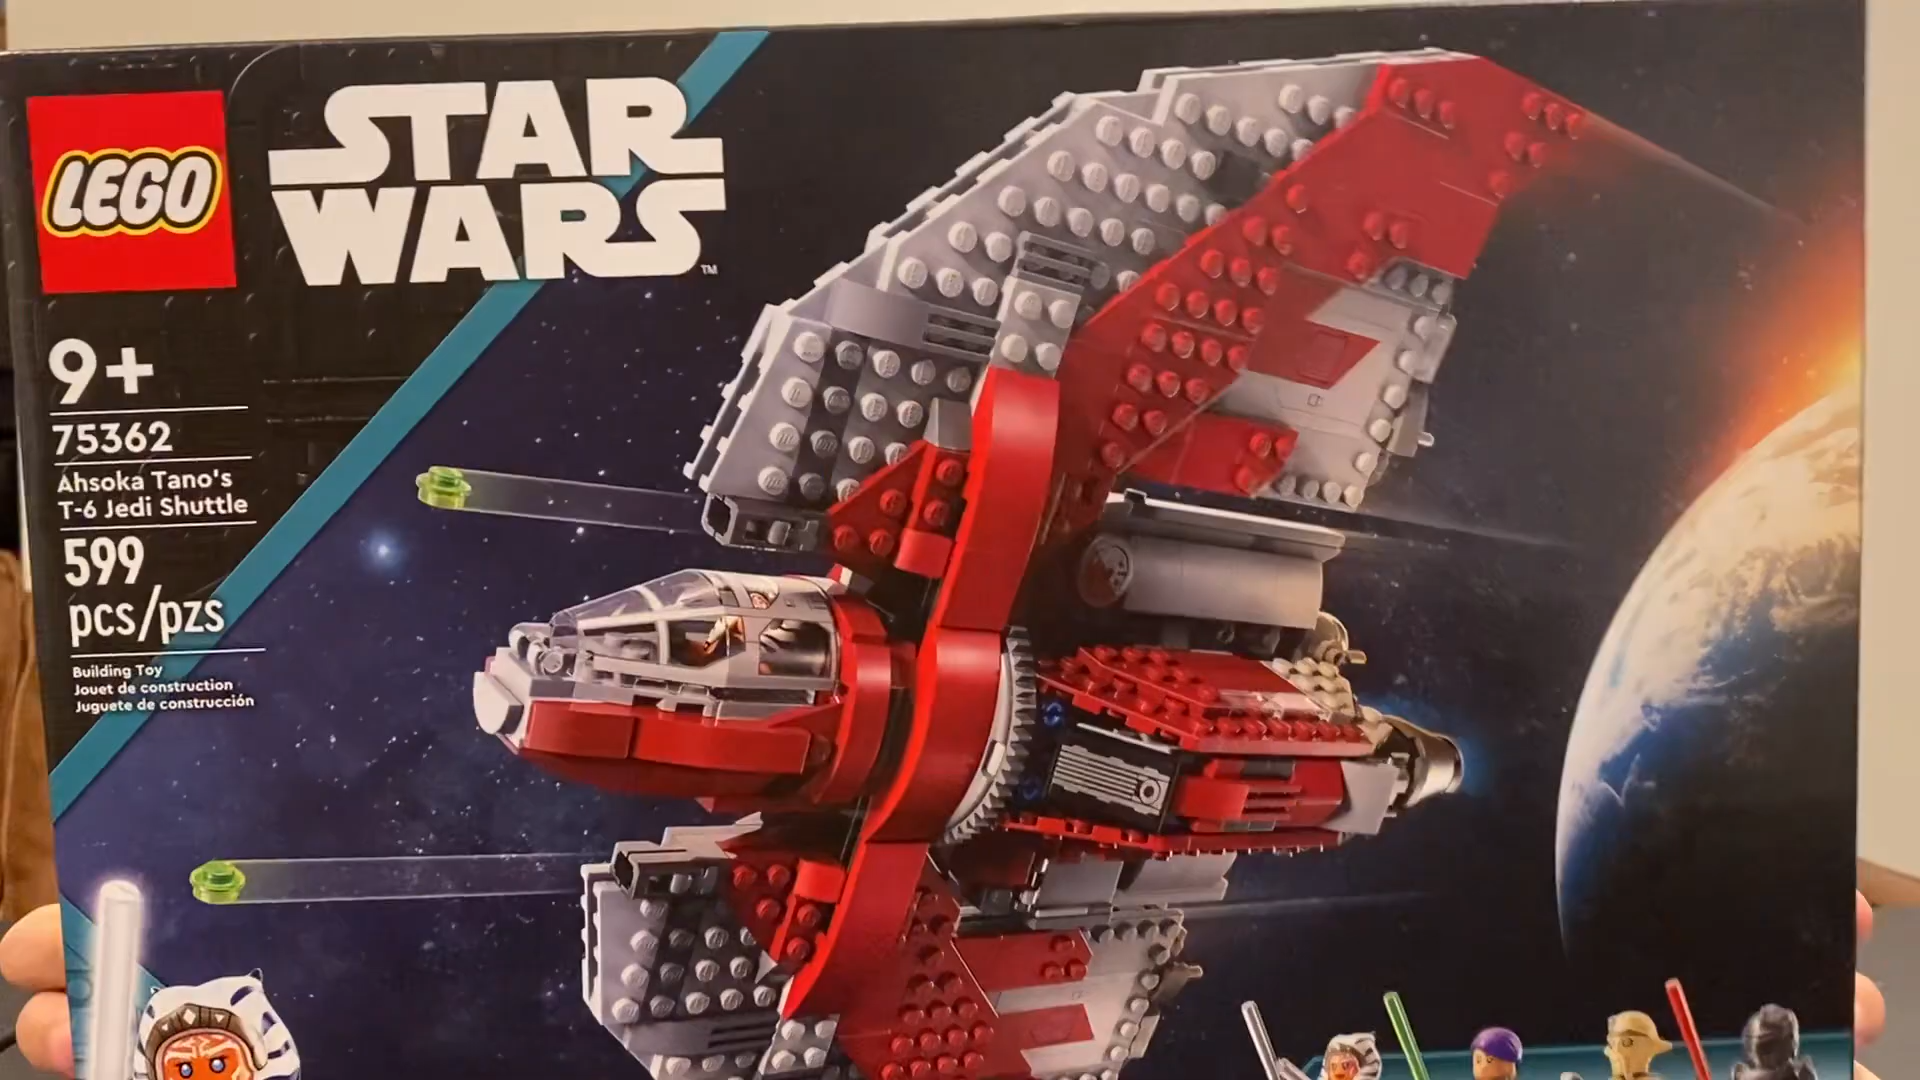 LEGO
STAR
WARS
™
9+
75362
Ahsoka Tano's
T-6 Jedi Shuttle
599
pcs/pzs
Building Toy
Jouet de construction
Juguete de construcción